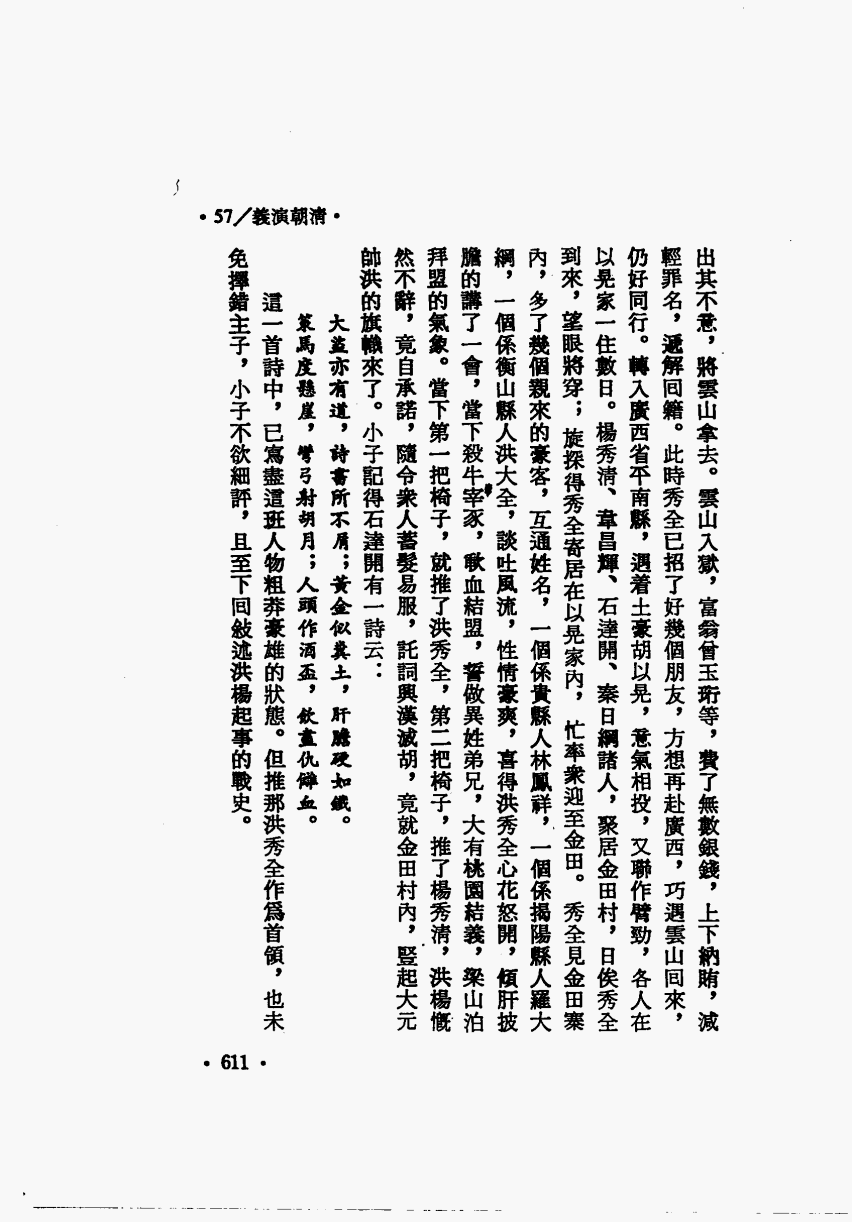 •57/義演朝清•
出其不意，將雲山拿去。雲山入獄，富翁曾玉珩等，費了無數銀錢，上下納賄，減
輕罪名，遞解回籍。此時秀全已招了好幾個朋友，方想再赴廣西，巧遇雲山回來，
仍好同行。轉入廣西省平南縣，遇着土豪胡以晃，意氣相投，又聯作臂勁，各人在
以晃家一住數日。楊秀清、韋昌輝、石達開、秦日綱諸人，聚居金田村，日俟秀全
到來，望眼將穿；旋探得秀全寄居在以晃家內，忙率衆迎至金田。秀全見金田寨
內，多了幾個親來的豪客，互通姓名，一個係貴縣人林鳳祥，一個係揭陽縣人羅大
綱，一個係衡山縣人洪大全，談吐風流，性情豪爽，喜得洪秀全心花怒開，傾肝披
膽的講了一會，當下殺牛宰豕，歃血結盟，誓做異姓弟兄，大有桃園結義，梁山泊
拜盟的氣象。當下第一把椅子，就推了洪秀全，第二把椅子，推了楊秀清，洪楊慨
然不辭，竟自承諾，隨令衆人蓄髮易服，託詞興漢滅胡，竟就金田村內，豎起大元
帥洪的旗幟來了。小子記得石達開有一詩云：
大盜亦有道，詩書所不屑；黃金似糞土，肝膽硬如鐵。
策馬度懸崖，彎弓射胡月；人頭作酒盃，飲盡仇讎血。
這一首詩中，已寫盡這班人物粗莽豪雄的狀態。但推那洪秀全作爲首領，也未
免擇錯主子，小子不欲細評，且至下回敍述洪楊起事的戰史。
•611•